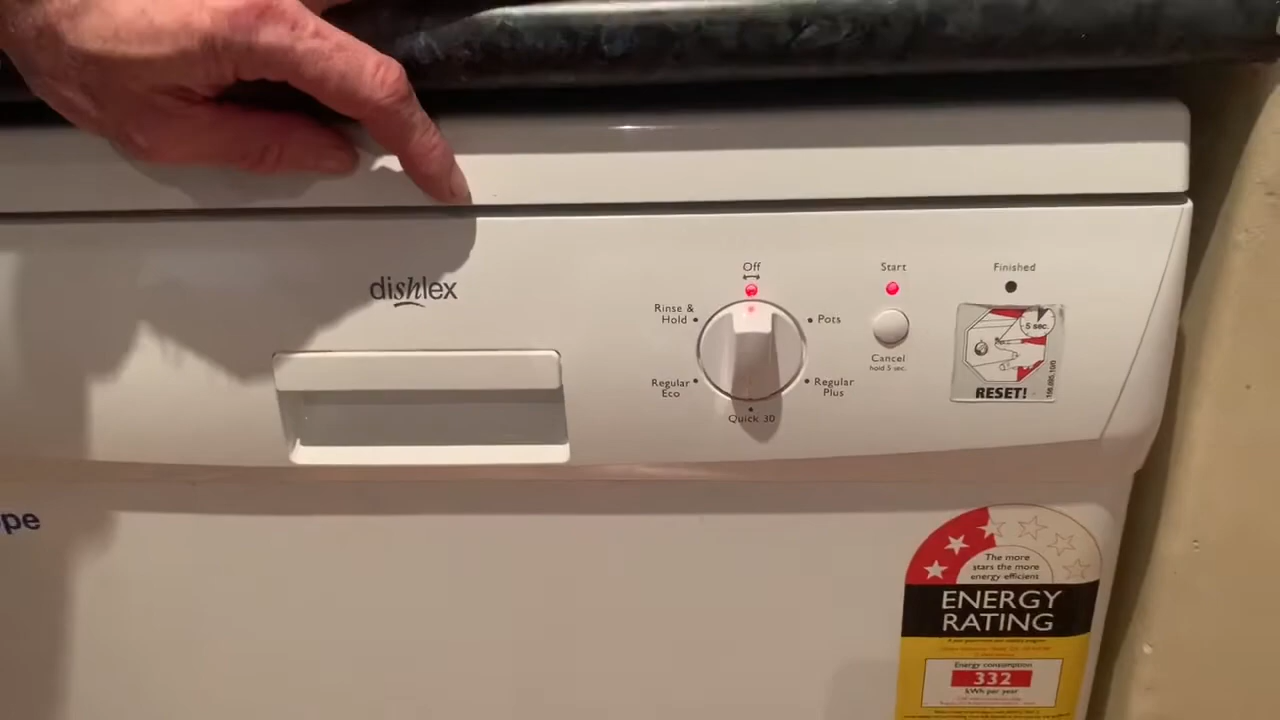 dishlex
Off
Rinse &
Hold
Pots
Regular
Eco
Regular
Plus
Quick 30
Start
Cancel
hold 5 sec.
Finished
5 sec.
RESET!
pe
The more
stars the more
energy efficient
ENERGY
RATING
Energy consumption
332
kWh per year